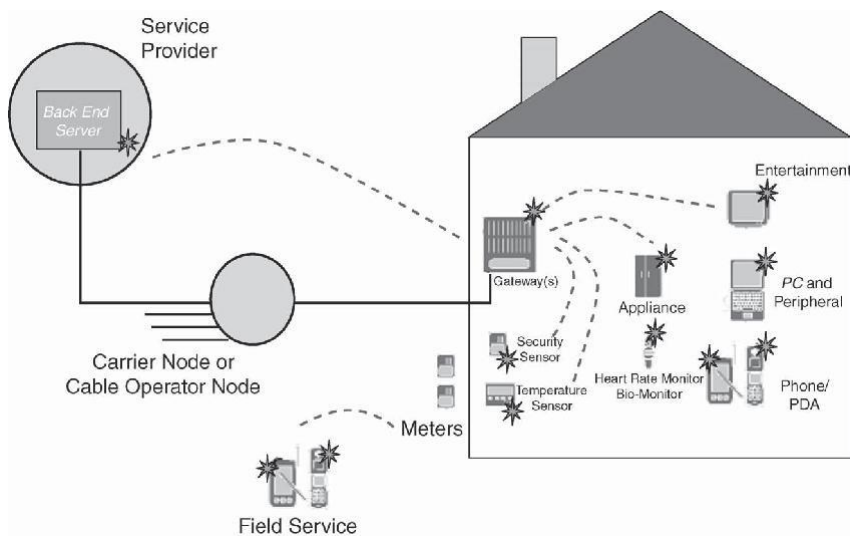 Service
Provider
Back End
Server
Entertainment
Gateway(s)
Appliance
PC and
Peripheral
Carrier Node or
Cable Operator Node
Security
Sensor
Heart Rate Monitor
Bio-Monitor
Temperature
Sensor
Phone/
PDA
Meters
Field Service